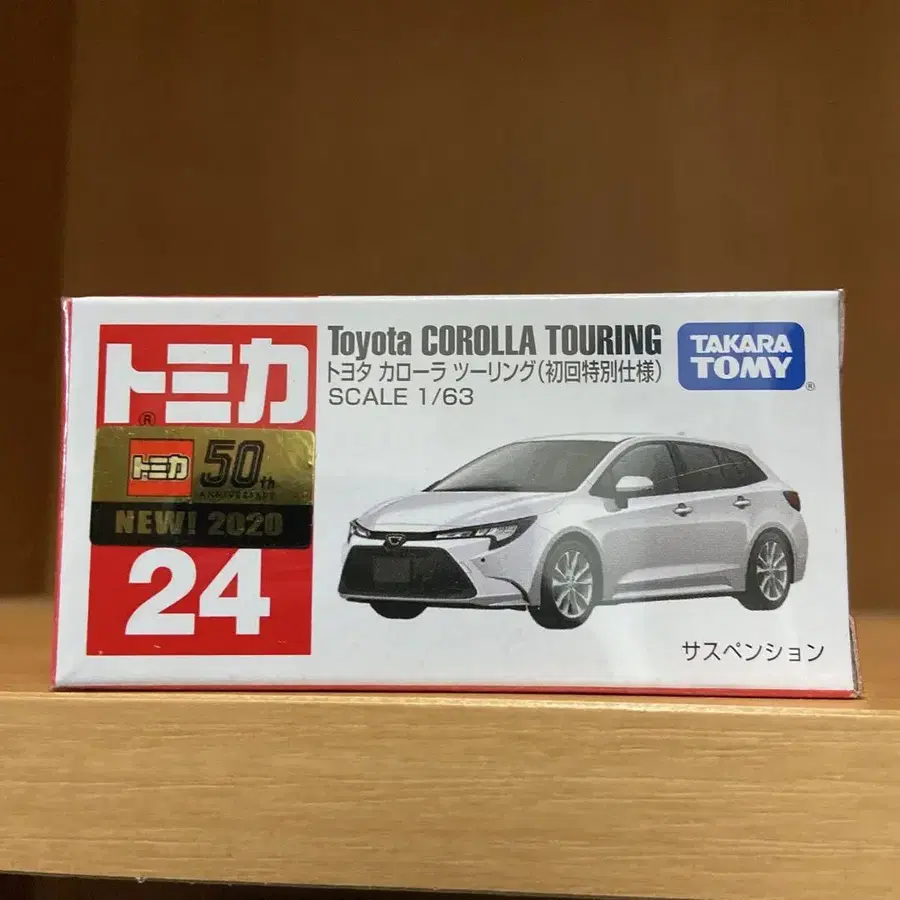 トミカ
®
トミカ 50th
ANNIVERSARY
NEW! 2020
24
Toyota COROLLA TOURING
トヨタ カローラ ツーリング(初回特別仕様)
SCALE 1/63
TAKARA
TOMY
®
サスペンション